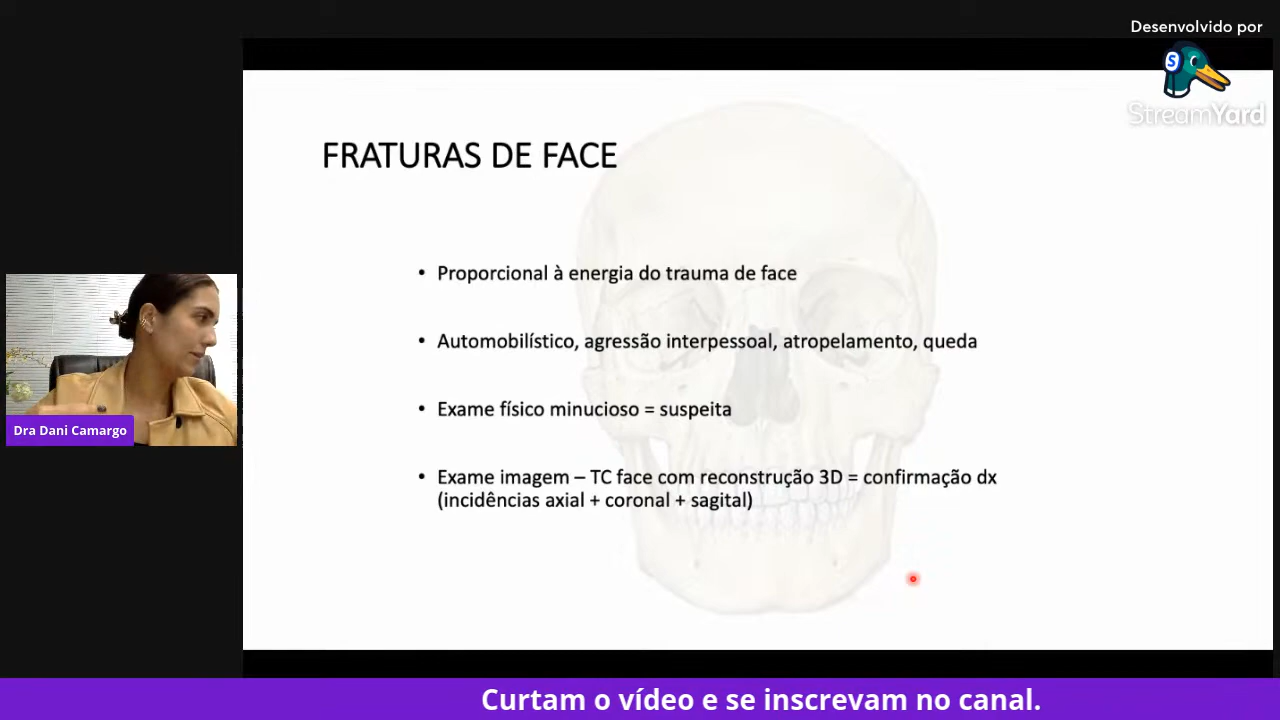 Desenvolvido por
StreamYard
FRATURAS DE FACE
• Proporcional à energia do trauma de face
• Automobilístico, agressão interpessoal, atropelamento, queda
• Exame físico minucioso = suspeita
• Exame imagem – TC face com reconstrução 3D = confirmação dx
(incidências axial + coronal + sagital)
Dra Dani Camargo
Curtam o vídeo e se inscrevam no canal.